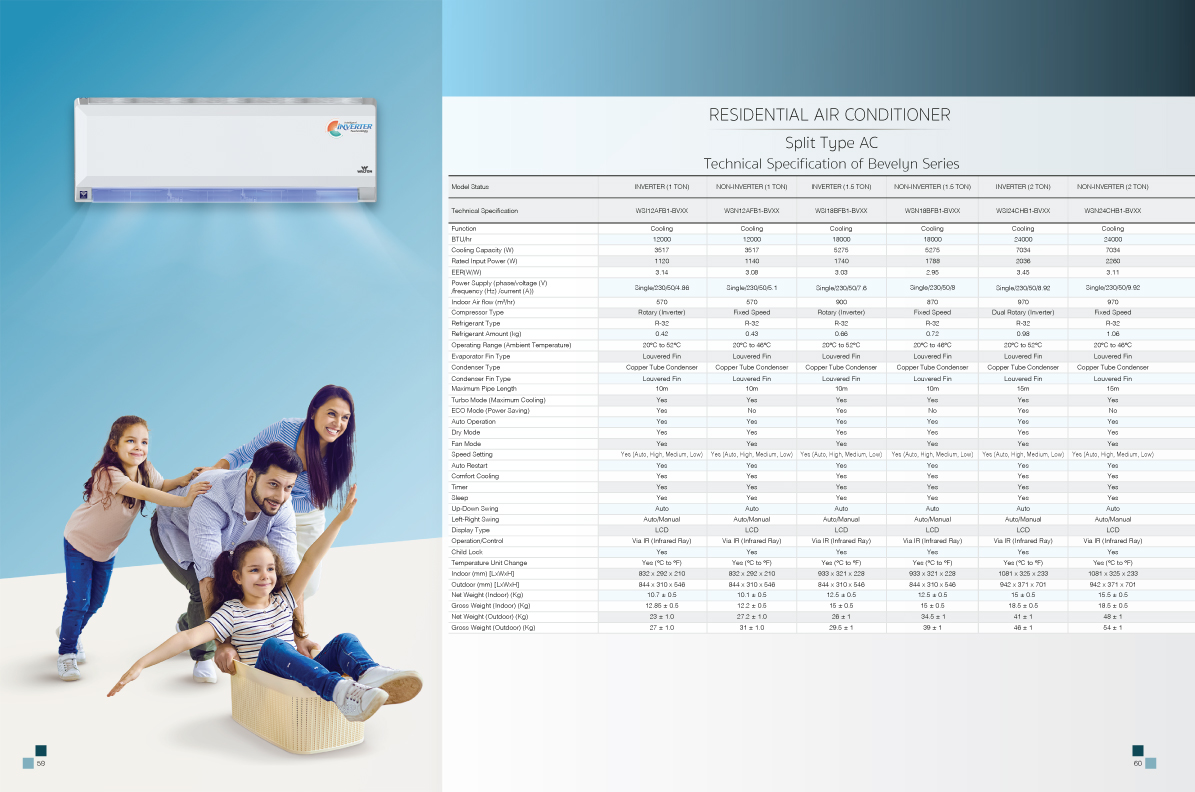 Intelligent
INVERTER
Technology
WALTON
59
RESIDENTIAL AIR CONDITIONER
Split Type AC
Technical Specification of Bevelyn Series
Model Status INVERTER (1 TON) NON-INVERTER (1 TON) INVERTER (1.5 TON) NON-INVERTER (1.5 TON) INVERTER (2 TON) NON-INVERTER (2 TON)
Technical Specification WSI12AFB1-BVXX WSN12AFB1-BVXX WSI18BFB1-BVXX WSN18BFB1-BVXX WSI24CHB1-BVXX WSN24CHB1-BVXX
Function Cooling Cooling Cooling Cooling Cooling Cooling
BTU/hr 12000 12000 18000 18000 24000 24000
Cooling Capacity (W) 3517 3517 5275 5275 7034 7034
Rated Input Power (W) 1120 1140 1740 1788 2036 2260
EER(W/W) 3.14 3.08 3.03 2.95 3.45 3.11
Power Supply (phase/voltage (V)
/frequency (Hz) /current (A)) Single/230/50/4.86 Single/230/50/5.1 Single/230/50/7.6 Single/230/50/8 Single/230/50/8.92 Single/230/50/9.92
Indoor Air flow (m³/hr) 570 570 900 870 970 970
Compressor Type Rotary (Inverter) Fixed Speed Rotary (Inverter) Fixed Speed Dual Rotary (Inverter) Fixed Speed
Refrigerant Type R-32 R-32 R-32 R-32 R-32 R-32
Refrigerant Amount (kg) 0.42 0.43 0.66 0.72 0.98 1.06
Operating Range (Ambient Temperature) 20ºC to 52ºC 20ºC to 46ºC 20ºC to 52ºC 20ºC to 46ºC 20ºC to 52ºC 20ºC to 46ºC
Evaporator Fin Type Louvered Fin Louvered Fin Louvered Fin Louvered Fin Louvered Fin Louvered Fin
Condenser Type Copper Tube Condenser Copper Tube Condenser Copper Tube Condenser Copper Tube Condenser Copper Tube Condenser Copper Tube Condenser
Condenser Fin Type Louvered Fin Louvered Fin Louvered Fin Louvered Fin Louvered Fin Louvered Fin
Maximum Pipe Length 10m 10m 10m 10m 15m 15m
Turbo Mode (Maximum Cooling) Yes Yes Yes Yes Yes Yes
ECO Mode (Power Saving) Yes No Yes No Yes No
Auto Operation Yes Yes Yes Yes Yes Yes
Dry Mode Yes Yes Yes Yes Yes Yes
Fan Mode Yes Yes Yes Yes Yes Yes
Speed Setting Yes (Auto, High, Medium, Low) Yes (Auto, High, Medium, Low) Yes (Auto, High, Medium, Low) Yes (Auto, High, Medium, Low) Yes (Auto, High, Medium, Low) Yes (Auto, High, Medium, Low)
Auto Restart Yes Yes Yes Yes Yes Yes
Comfort Cooling Yes Yes Yes Yes Yes Yes
Timer Yes Yes Yes Yes Yes Yes
Sleep Yes Yes Yes Yes Yes Yes
Up-Down Swing Auto Auto Auto Auto Auto Auto
Left-Right Swing Auto/Manual Auto/Manual Auto/Manual Auto/Manual Auto/Manual Auto/Manual
Display Type LCD LCD LCD LCD LCD LCD
Operation/Control Via IR (Infrared Ray) Via IR (Infrared Ray) Via IR (Infrared Ray) Via IR (Infrared Ray) Via IR (Infrared Ray) Via IR (Infrared Ray)
Child Lock Yes Yes Yes Yes Yes Yes
Temperature Unit Change Yes (ºC to ºF) Yes (ºC to ºF) Yes (ºC to ºF) Yes (ºC to ºF) Yes (ºC to ºF) Yes (ºC to ºF)
Indoor (mm) [LxWxH] 832 x 292 x 210 832 x 292 x 210 933 x 321 x 228 933 x 321 x 228 1081 x 325 x 233 1081 x 325 x 233
Outdoor (mm) [LxWxH] 844 x 310 x 546 844 x 310 x 546 844 x 310 x 546 844 x 310 x 546 942 x 371 x 701 942 x 371 x 701
Net Weight (Indoor) (Kg) 10.7 ± 0.5 10.1 ± 0.5 12.5 ± 0.5 12.5 ± 0.5 15 ± 0.5 15.5 ± 0.5
Gross Weight (Indoor) (Kg) 12.85 ± 0.5 12.2 ± 0.5 15 ± 0.5 15 ± 0.5 18.5 ± 0.5 18.5 ± 0.5
Net Weight (Outdoor) (Kg) 23 ± 1.0 27.2 ± 1.0 26 ± 1 34.5 ± 1 41 ± 1 48 ± 1
Gross Weight (Outdoor) (Kg) 27 ± 1.0 31 ± 1.0 29.5 ± 1 39 ± 1 46 ± 1 54 ± 1
60